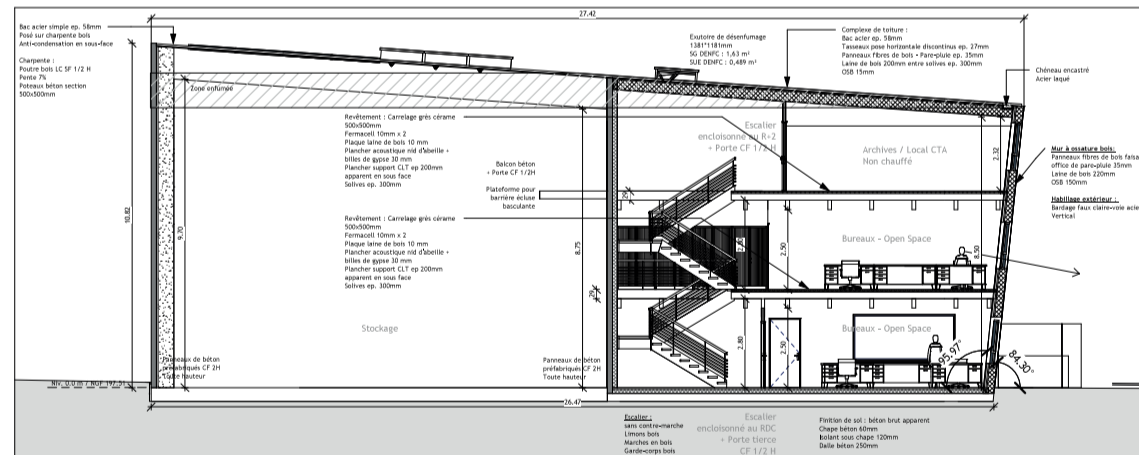 27.42
Bac acier simple ep. 58mm
Posé sur charpente bois
Anti-condensation en sous-face
Charpente :
Poutre bois LC SF 1/2 H
Pente 7%
Poteaux béton section
500x500mm
Exutoire de désenfumage
1381*1181mm
SG DENFC : 1,63 m²
SUE DENFC : 0,489 m²
Complexe de toiture :
Bac acier ep. 58mm
Tasseaux pose horizontale discontinus ep. 27mm
Panneaux fibres de bois - Pare-pluie ep. 35mm
Laine de bois 200mm entre solives ep. 300mm
OSB 15mm
Chéneau encastré
Acier laqué
Zone enfumée
Revêtement : Carrelage grès cérame
500x500mm
Fermacell 10mm x 2
Plaque laine de bois 10 mm
Plancher acoustique nid d'abeille +
billes de gypse 30 mm
Plancher support CLT ep 200mm
apparent en sous face
Solives ep. 300mm
Balcon béton
+ Porte CF 1/2H
Plateforme pour
barrière écluse
basculante
Escalier
encloisonné au R+2
+ Porte CF 1/2 H
Archives / Local CTA
Non chauffé
2.32
Mur à ossature bois:
Panneaux fibres de bois faisa
office de pare-pluie 35mm
Laine de bois 220mm
OSB 150mm
Habillage extérieur :
Bardage faux claire-voie acie
Vertical
10.82
9.70
8.75
29
Revêtement : Carrelage grès cérame
500x500mm
Fermacell 10mm x 2
Plaque laine de bois 10 mm
Plancher acoustique nid d'abeille +
billes de gypse 30 mm
Plancher support CLT ep 200mm
apparent en sous face
Solives ep. 300mm
2.50
Bureaux - Open Space
8.50
29
Stockage
2.80
2.50
Bureaux - Open Space
95.97°
84.30°
Panneaux de béton
préfabriqués CF 2H
Toute hauteur
Panneaux de béton
préfabriqués CF 2H
Toute hauteur
Niv. 0.0 m / NGF 197.51
26.47
Escalier :
sans contre-marche
Limons bois
Marches en bois
Garde-corps bois
Escalier
encloisonné au RDC
+ Porte tierce
CF 1/2 H
Finition de sol : béton brut apparent
Chape béton 60mm
Isolant sous chape 120mm
Dalle béton 250mm